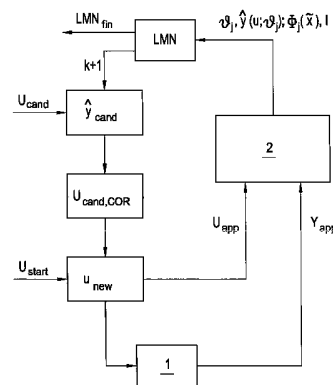 LMN_fin
LMN
ϑ_j, ŷ(u;ϑ_j); Φ_j(x̃), I
k+1
U_cand
ŷ_cand
2
U_cand,COR
U_app
Y_app
U_start
u_new
1